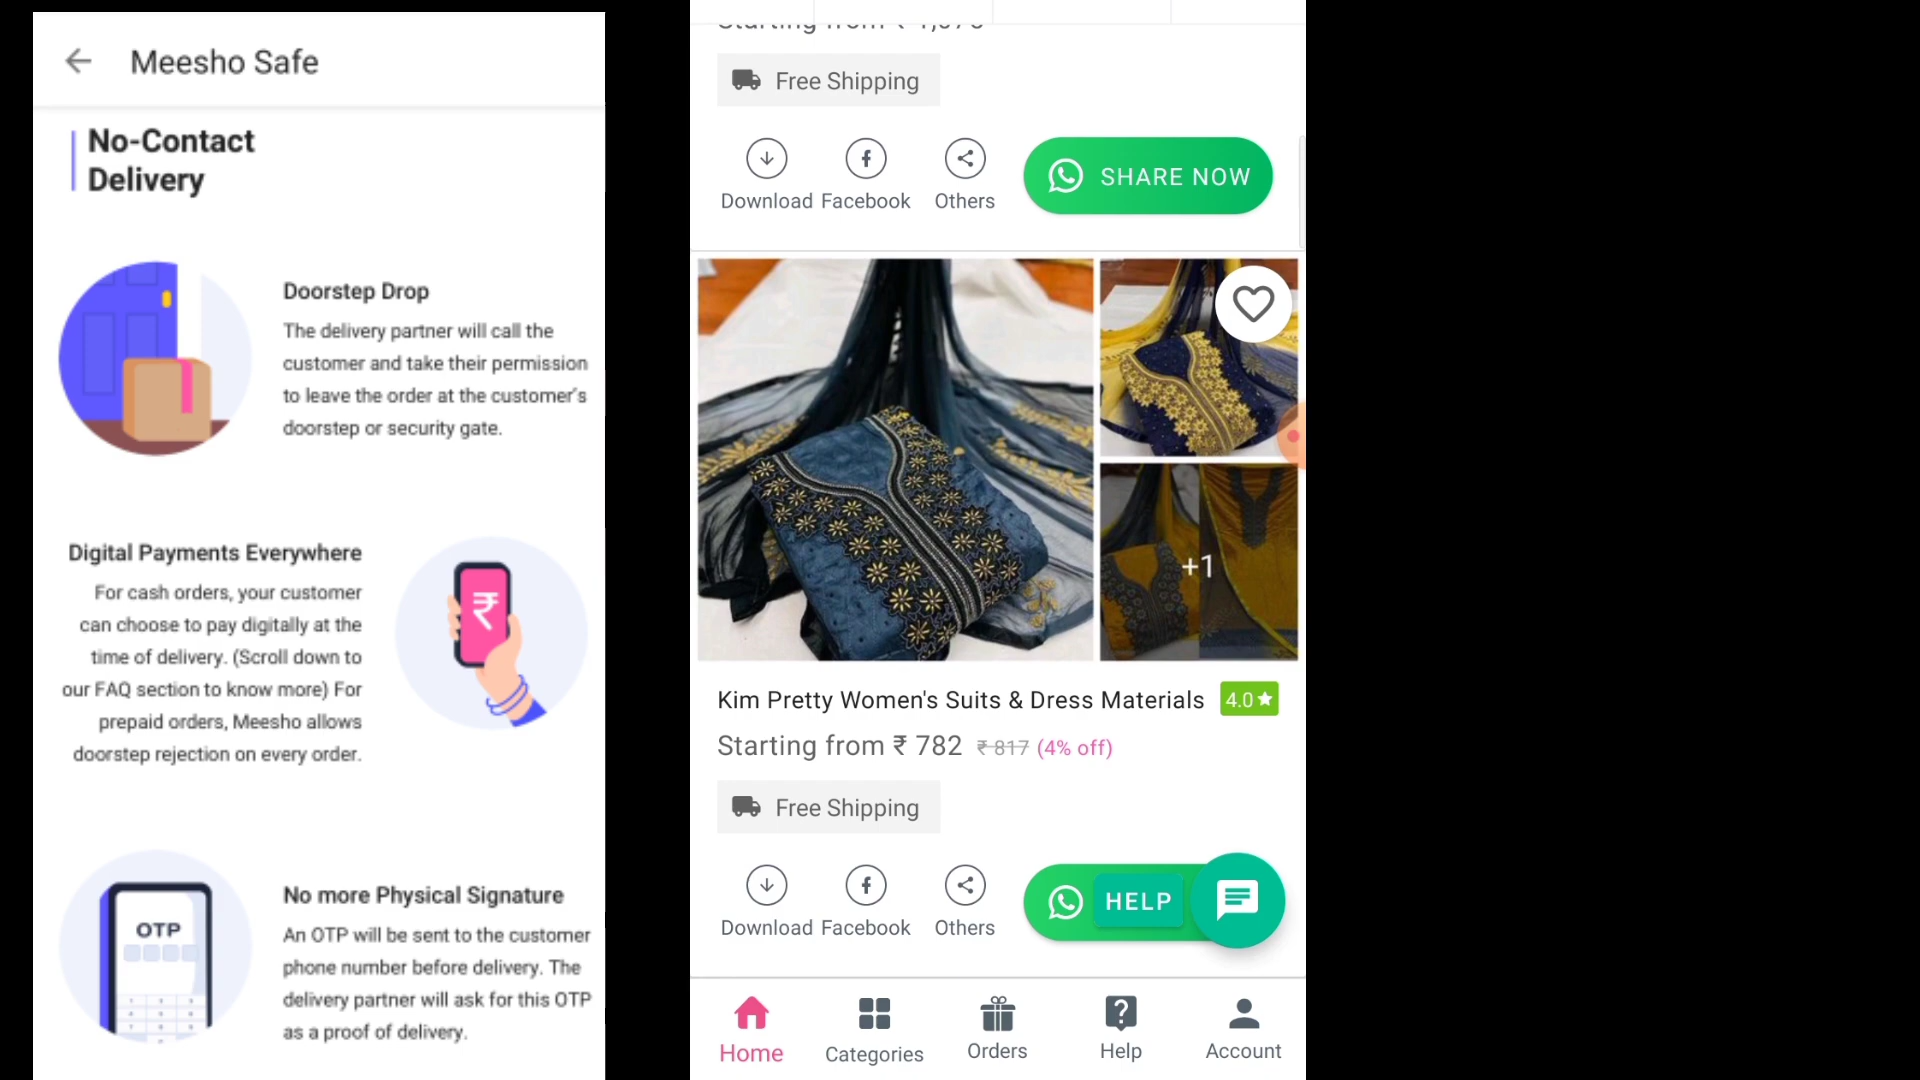 Meesho Safe
No-Contact
Delivery
Doorstep Drop
The delivery partner will call the
customer and take their permission
to leave the order at the customer's
doorstep or security gate.
Digital Payments Everywhere
For cash orders, your customer
can choose to pay digitally at the
time of delivery. (Scroll down to
our FAQ section to know more) For
prepaid orders, Meesho allows
doorstep rejection on every order.
OTP
No more Physical Signature
An OTP will be sent to the customer
phone number before delivery. The
delivery partner will ask for this OTP
as a proof of delivery.
Free Shipping
Download Facebook Others
SHARE NOW
+1
Kim Pretty Women's Suits & Dress Materials 4.0
Starting from ₹ 782 ₹ 817 (4% off)
Free Shipping
Download Facebook Others
HELP
Home Categories Orders Help Account